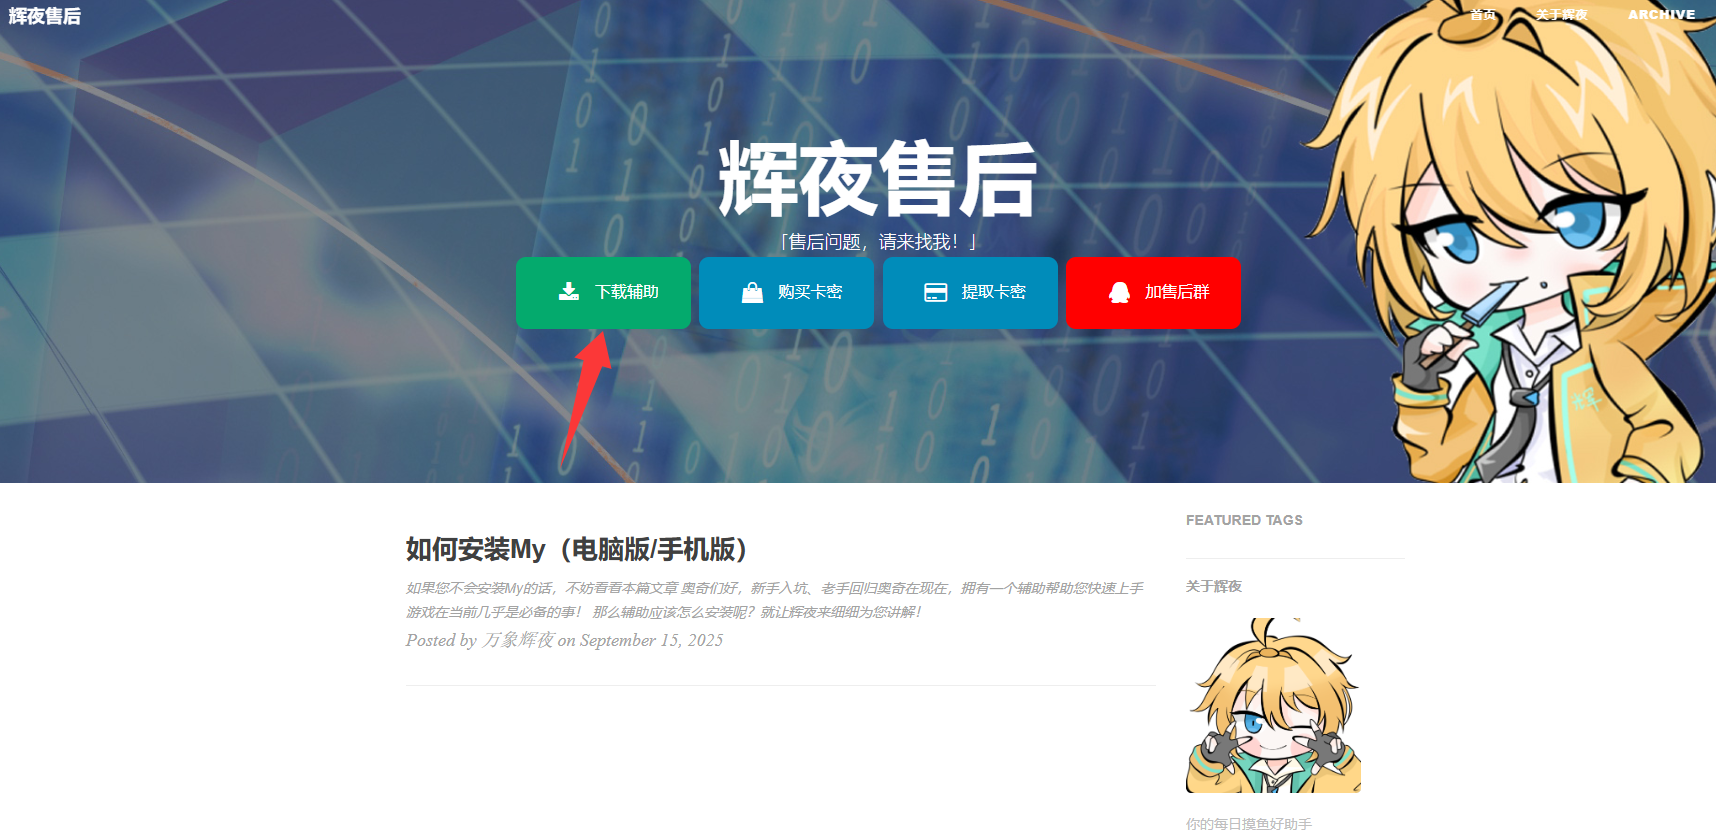 辉夜售后
首页 关于辉夜 ARCHIVE
辉夜售后
「售后问题，请来找我！」
下载辅助 购买卡密 提取卡密 加售后群
如何安装My（电脑版/手机版）
如果您不会安装My的话，不妨看看本篇文章 奥奇们好，新手入坑、老手回归奥奇在现在，拥有一个辅助帮助您快速上手
游戏在当前几乎是必备的事！ 那么辅助应该怎么安装呢？就让辉夜来细细为您讲解！
Posted by 万象辉夜 on September 15, 2025
FEATURED TAGS
关于辉夜
你的每日摸鱼好助手